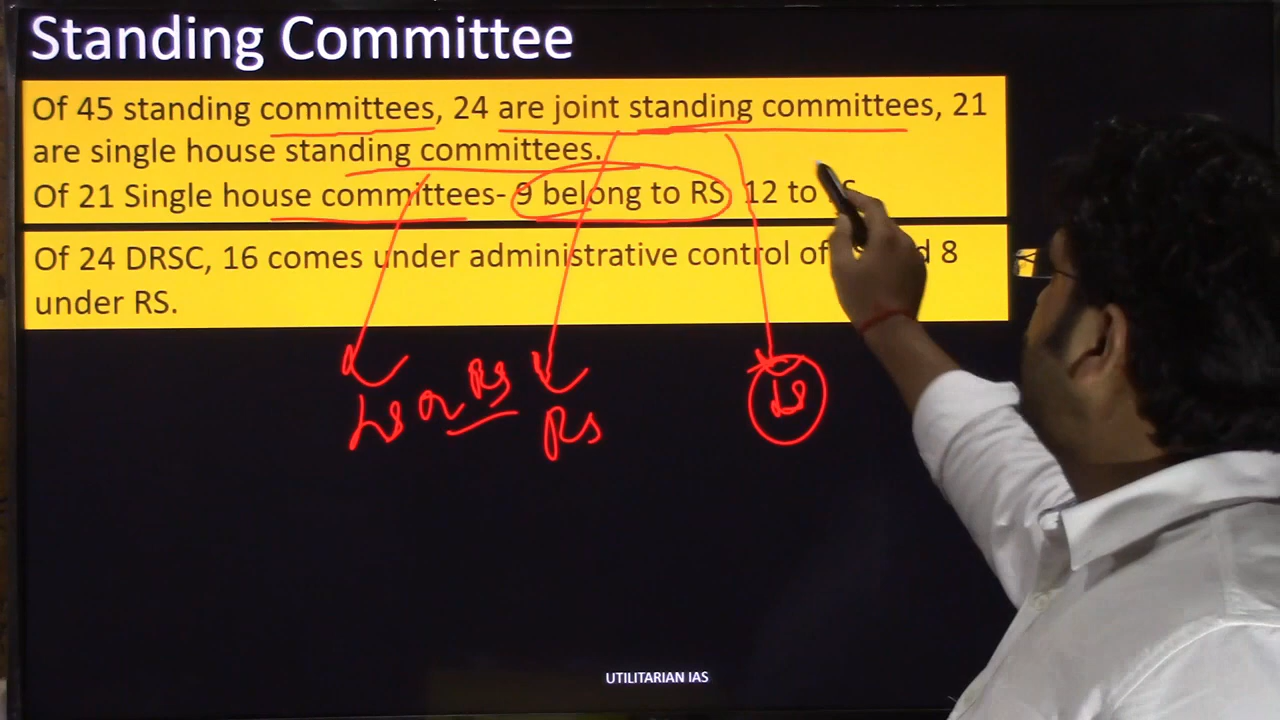 Standing Committee
Of 45 standing committees, 24 are joint standing committees, 21
are single house standing committees.
Of 21 Single house committees- 9 belong to RS 12 to
Of 24 DRSC, 16 comes under administrative control of 8
under RS.
LS or RS
RS
LS
UTILITARIAN IAS